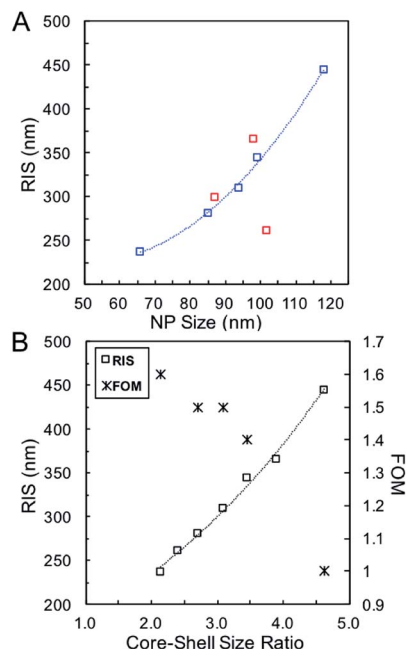 A
500
450
400
350
300
250
200
RIS (nm)
50 60 70 80 90 100 110 120
NP Size (nm)
B
500
450
400
350
300
250
200
RIS (nm)
RIS
FOM
1.7
1.6
1.5
1.4
1.3
1.2
1.1
1
0.9
FOM
1.0 2.0 3.0 4.0 5.0
Core-Shell Size Ratio